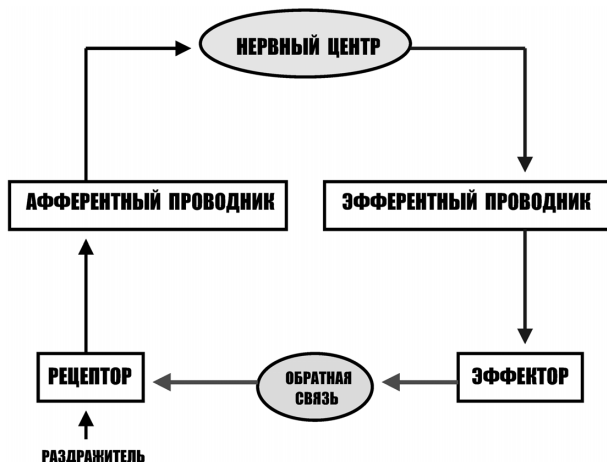 НЕРВНЫЙ ЦЕНТР
АФФЕРЕНТНЫЙ ПРОВОДНИК
ЭФФЕРЕНТНЫЙ ПРОВОДНИК
РЕЦЕПТОР
ОБРАТНАЯ
СВЯЗЬ
ЭФФЕКТОР
РАЗДРАЖИТЕЛЬ